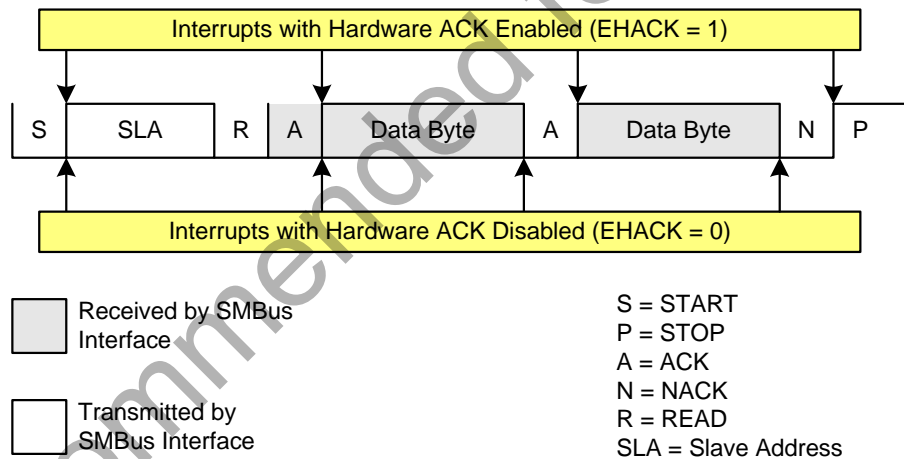 Interrupts with Hardware ACK Enabled (EHACK = 1)
S SLA R A Data Byte A Data Byte N P
Interrupts with Hardware ACK Disabled (EHACK = 0)
Received by SMBus
Interface
Transmitted by
SMBus Interface
S = START
P = STOP
A = ACK
N = NACK
R = READ
SLA = Slave Address